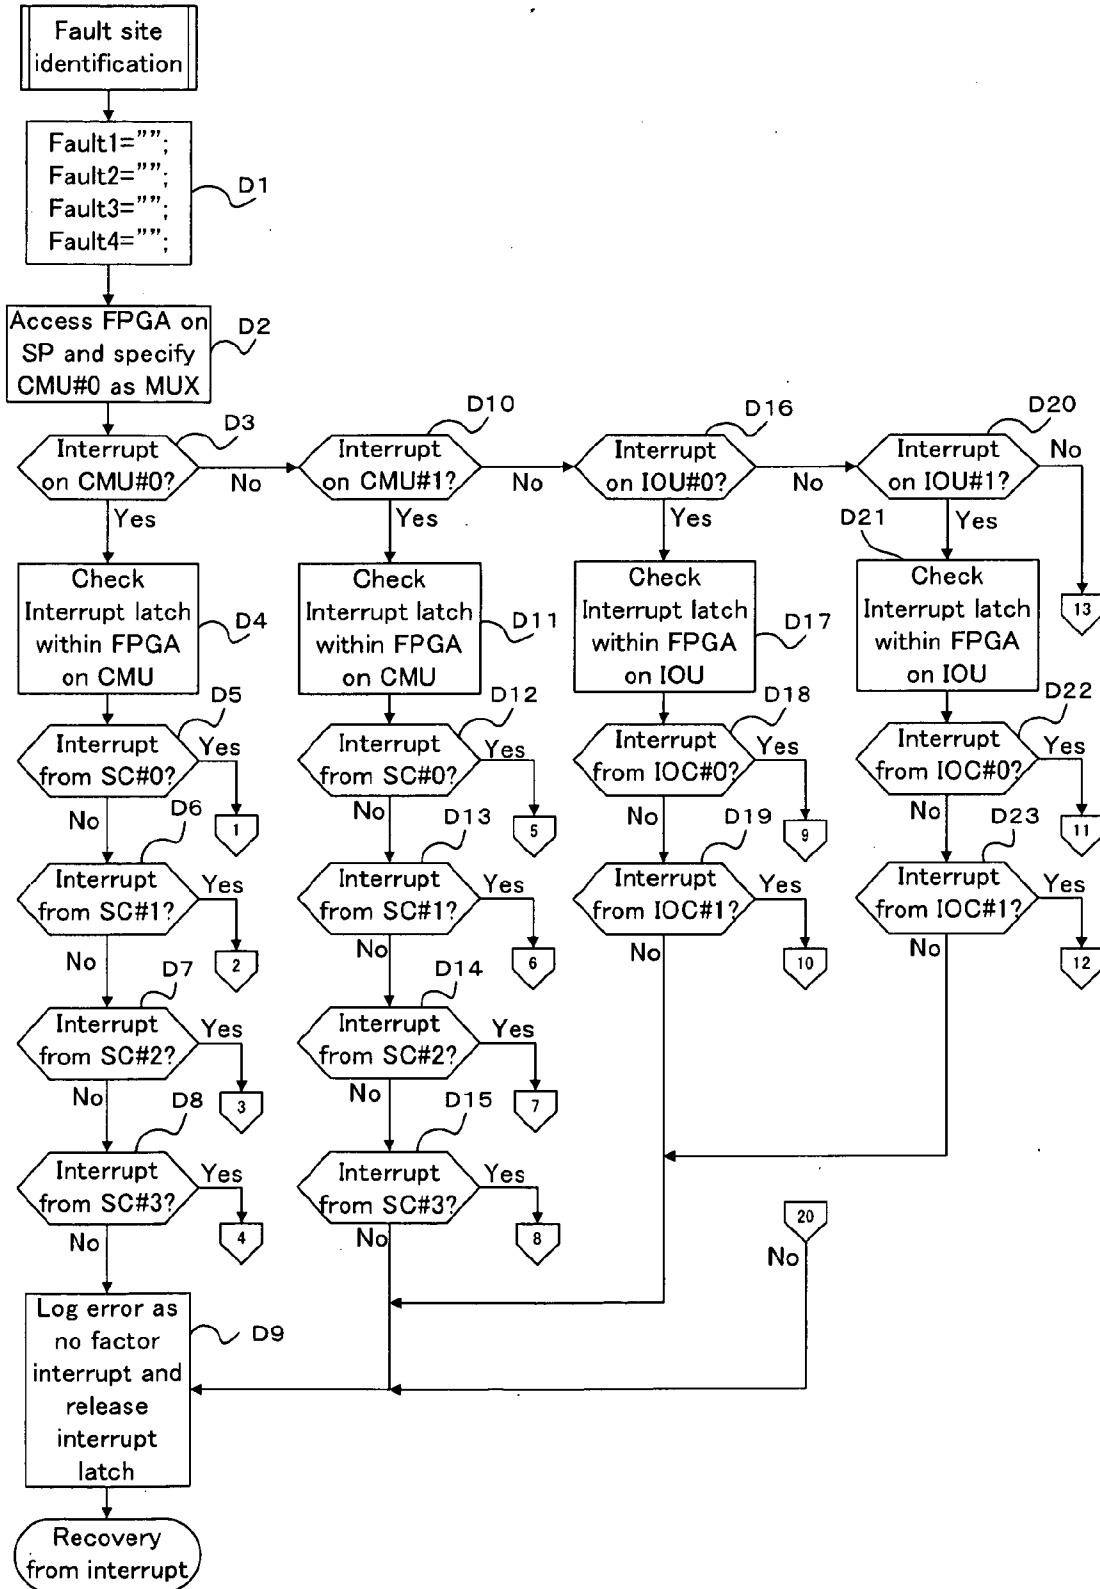 Fault site
identification
Fault1="";
Fault2="";
Fault3="";
Fault4="";
D1
Access FPGA on
SP and specify
CMU#0 as MUX
D2
Interrupt
on CMU#0?
D3
No
Yes
Interrupt
on CMU#1?
D10
No
Yes
Interrupt
on IOU#0?
D16
No
Yes
Interrupt
on IOU#1?
D20
No
Yes
13
Check
Interrupt latch
within FPGA
on CMU
D4
Check
Interrupt latch
within FPGA
on CMU
D11
Check
Interrupt latch
within FPGA
on IOU
D17
Check
Interrupt latch
within FPGA
on IOU
D21
Interrupt
from SC#0?
D5
Yes
1
No
Interrupt
from SC#0?
D12
Yes
5
No
Interrupt
from IOC#0?
D18
Yes
9
No
Interrupt
from IOC#0?
D22
Yes
11
No
Interrupt
from SC#1?
D6
Yes
2
No
Interrupt
from SC#1?
D13
Yes
6
No
Interrupt
from IOC#1?
D19
Yes
10
No
Interrupt
from IOC#1?
D23
Yes
12
No
Interrupt
from SC#2?
D7
Yes
3
No
Interrupt
from SC#2?
D14
Yes
7
No
Interrupt
from SC#3?
D8
Yes
4
No
Interrupt
from SC#3?
D15
Yes
8
No
20
No
Log error as
no factor
interrupt and
release
interrupt
latch
D9
Recovery
from interrupt